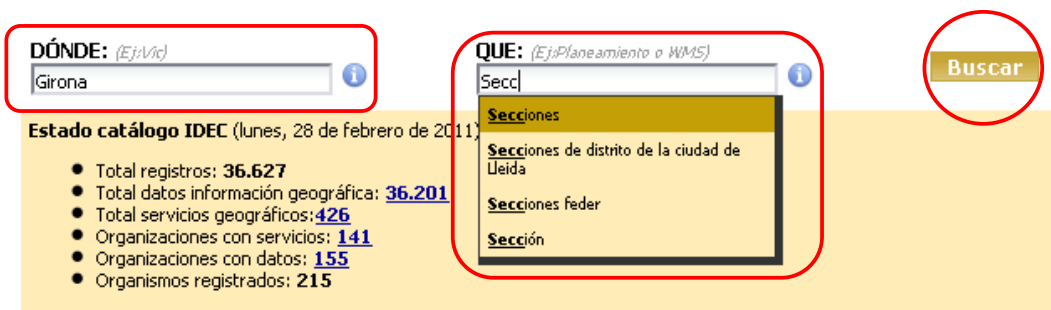 DÓNDE: (Ej:Vic)
Girona
QUE: (Ej:Planeamiento o WMS)
Secc
Buscar
Secciones
Secciones de distrito de la ciudad de
Lleida
Secciones feder
Sección
Estado catálogo IDEC (lunes, 28 de febrero de 2011)
Total registros: 36.627
Total datos información geográfica: 36.201
Total servicios geográficos:426
Organizaciones con servicios: 141
Organizaciones con datos: 155
Organismos registrados: 215